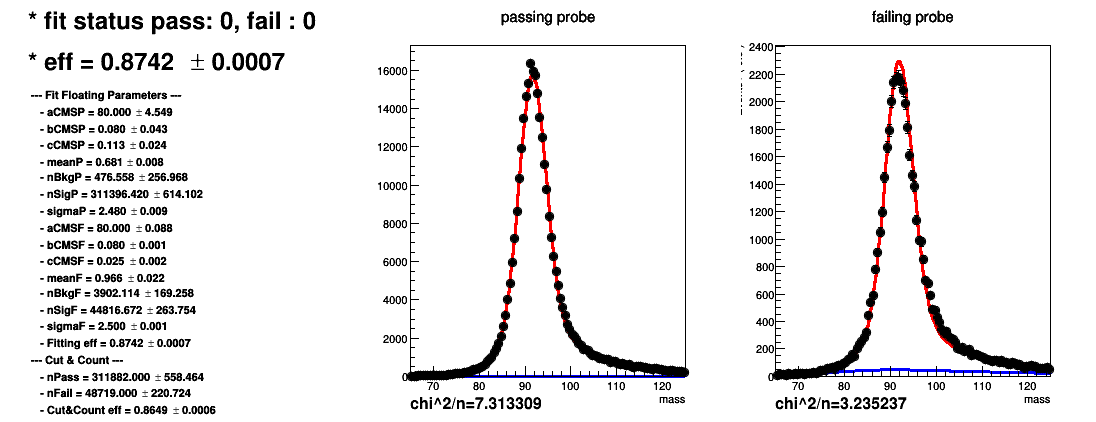 * fit status pass: 0, fail : 0
* eff = 0.8742 ± 0.0007
--- Fit Floating Parameters ---
- aCMSP = 80.000 ± 4.549
- bCMSP = 0.080 ± 0.043
- cCMSP = 0.113 ± 0.024
- meanP = 0.681 ± 0.008
- nBkgP = 476.558 ± 256.968
- nSigP = 311396.420 ± 614.102
- sigmaP = 2.480 ± 0.009
- aCMSF = 80.000 ± 0.088
- bCMSF = 0.080 ± 0.001
- cCMSF = 0.025 ± 0.002
- meanF = 0.966 ± 0.022
- nBkgF = 3902.114 ± 169.258
- nSigF = 44816.672 ± 263.754
- sigmaF = 2.500 ± 0.001
- Fitting eff = 0.8742 ± 0.0007
--- Cut & Count ---
- nPass = 311882.000 ± 558.464
- nFail = 48719.000 ± 220.724
- Cut&Count eff = 0.8649 ± 0.0006
passing probe
16000
14000
12000
10000
8000
6000
4000
2000
0
70 80 90 100 110 120
mass
chi^2/n=7.313309
failing probe
2400
2200
2000
1800
1600
1400
1200
1000
800
600
400
200
0
70 80 90 100 110 120
mass
chi^2/n=3.235237